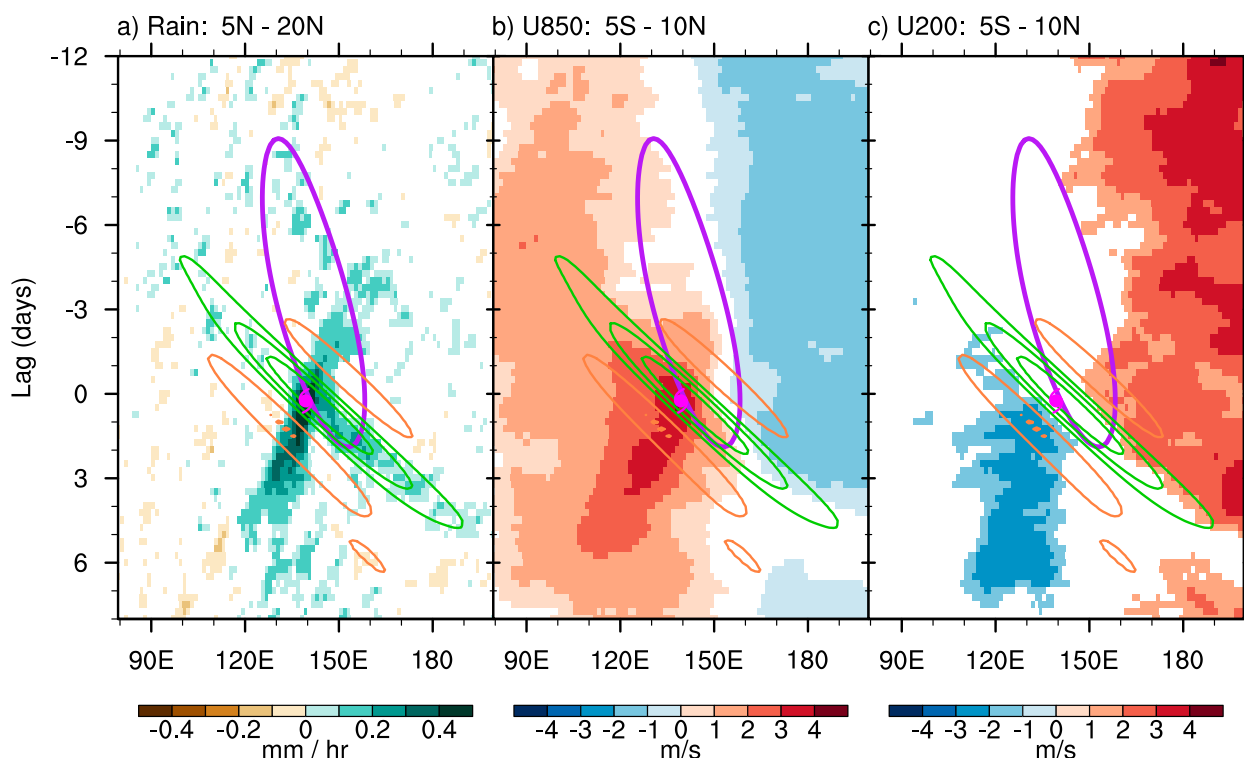 a) Rain: 5N - 20N
b) U850: 5S - 10N
c) U200: 5S - 10N
Lag (days)
-12
-9
-6
-3
0
3
6
90E 120E 150E 180
90E 120E 150E 180
90E 120E 150E 180
-0.4 -0.2 0 0.2 0.4
mm / hr
-4 -3 -2 -1 0 1 2 3 4
m/s
-4 -3 -2 -1 0 1 2 3 4
m/s